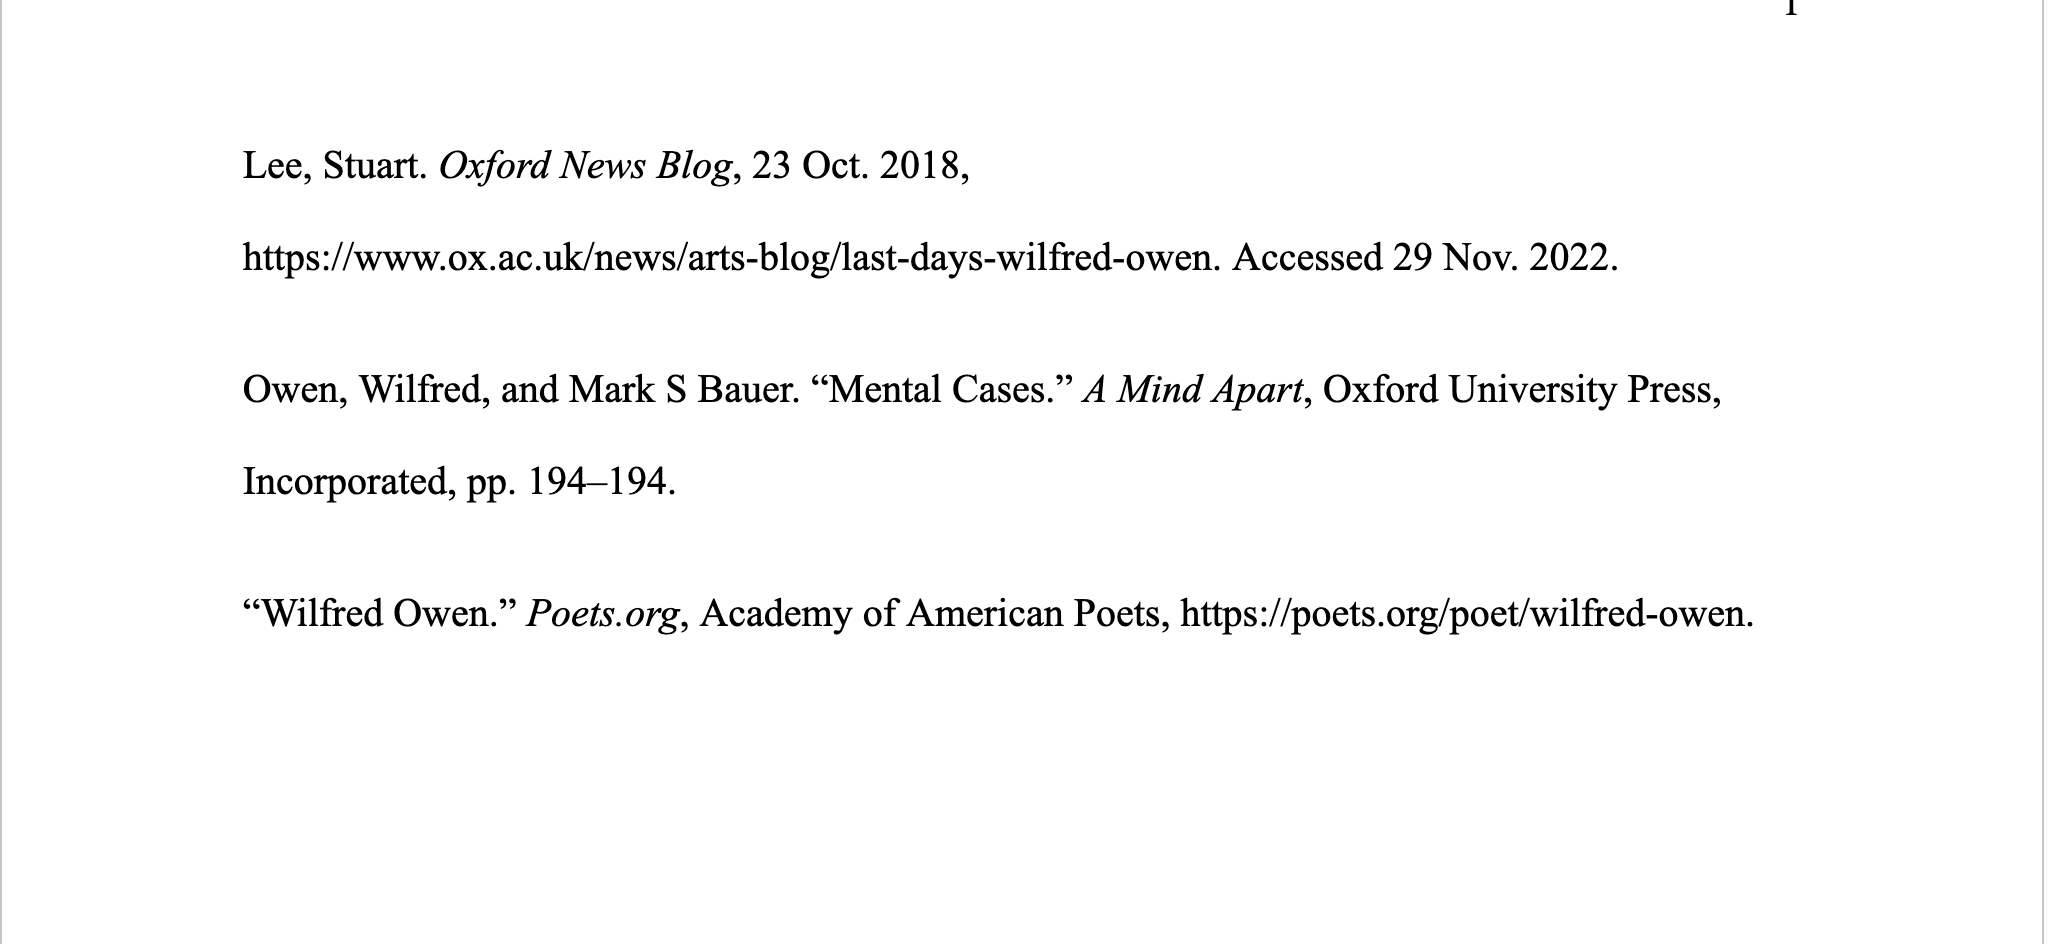 1
Lee, Stuart. Oxford News Blog, 23 Oct. 2018,
https://www.ox.ac.uk/news/arts-blog/last-days-wilfred-owen. Accessed 29 Nov. 2022.
Owen, Wilfred, and Mark S Bauer. “Mental Cases.” A Mind Apart, Oxford University Press,
Incorporated, pp. 194–194.
“Wilfred Owen.” Poets.org, Academy of American Poets, https://poets.org/poet/wilfred-owen.